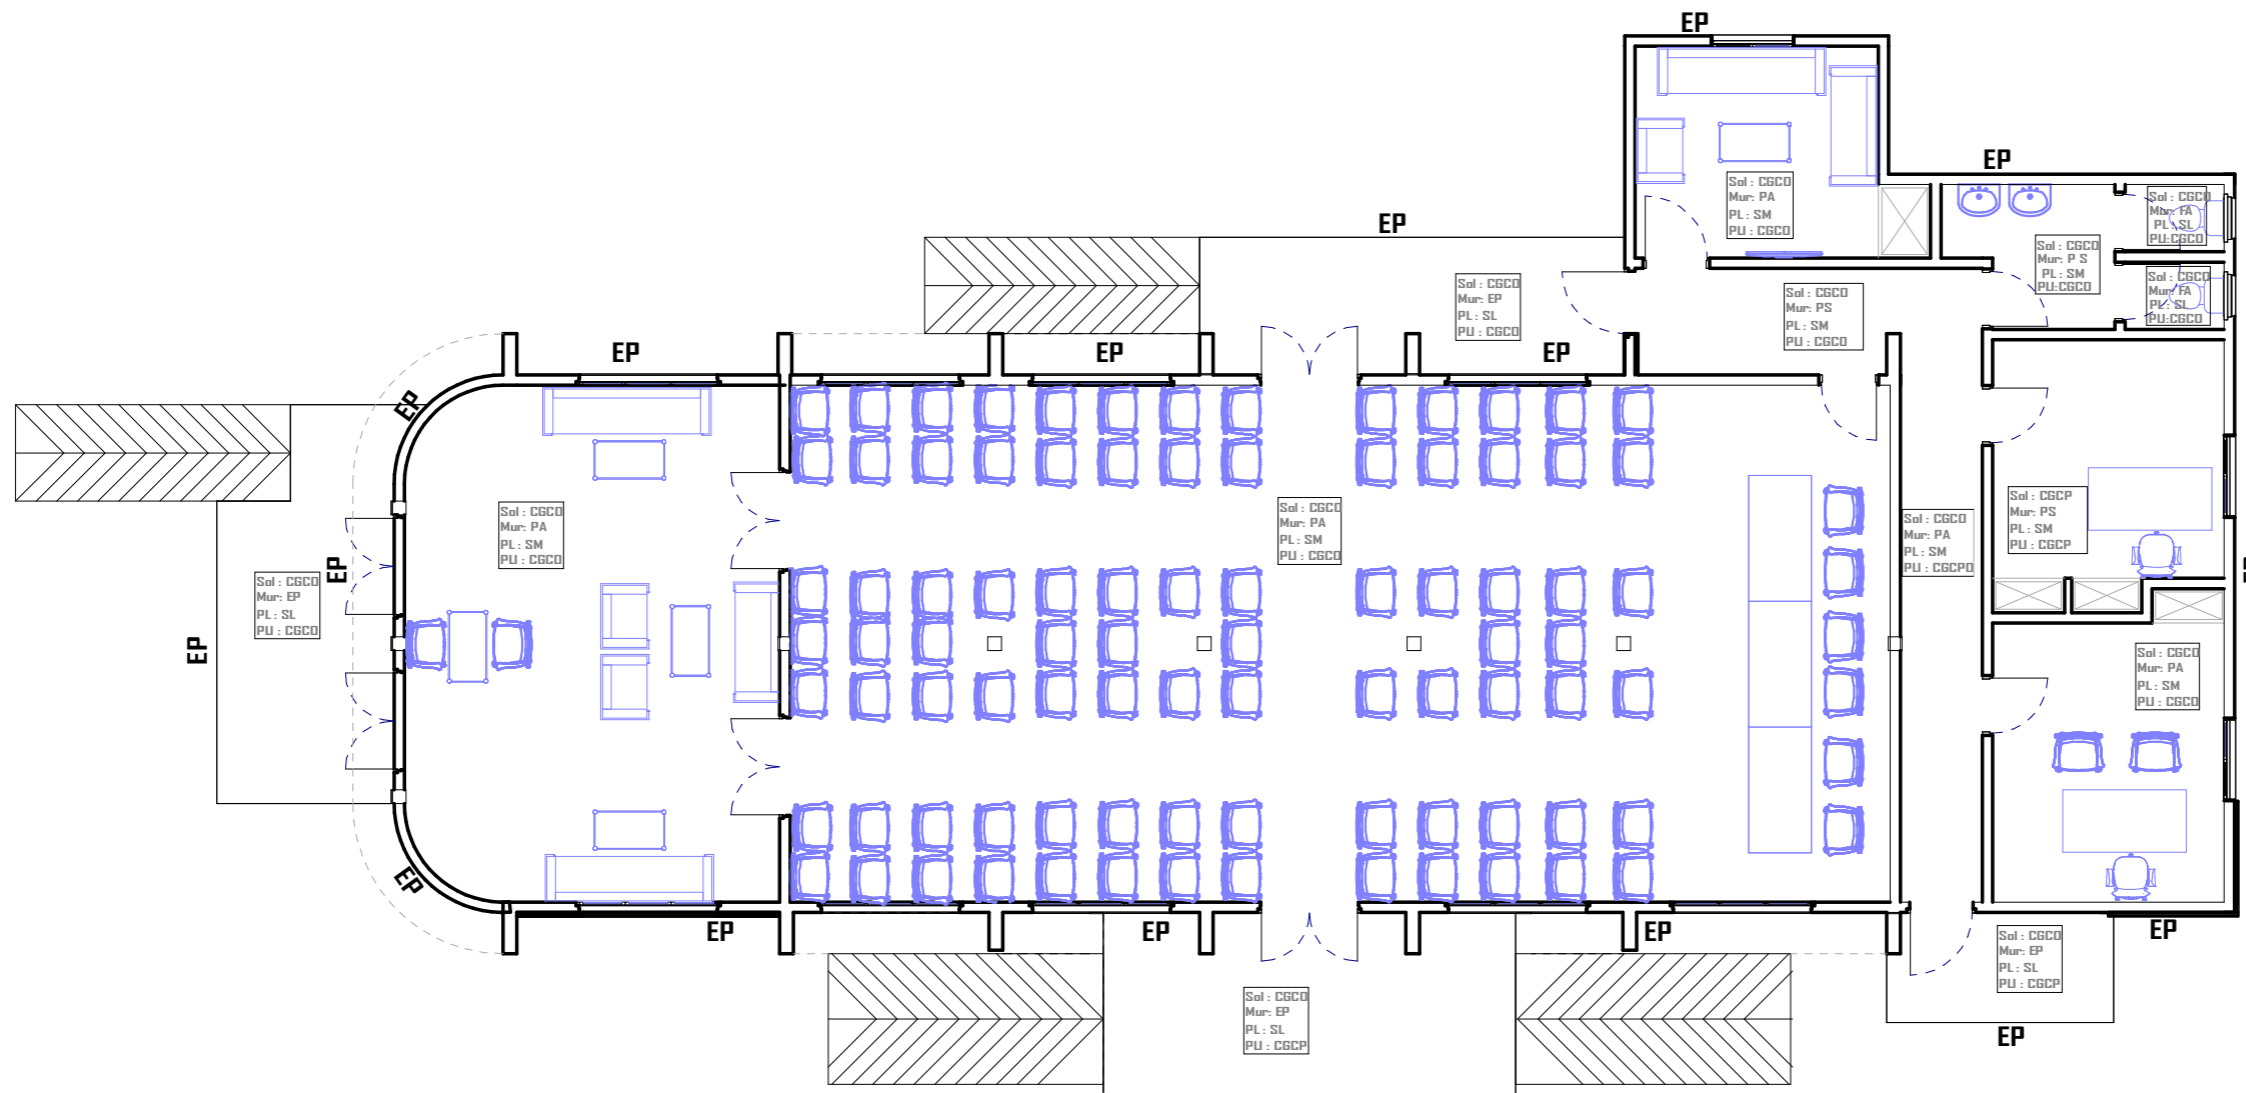 EP
EP
Sol : CGCO
Mur: PA
PL : SM
PU : CGCO
Sol : CGCO
Mur: FA
PL : SL
PU:CGCO
EP
Sol : CGCO
Mur: P S
PL : SM
PU:CGCO
Sol : CGCO
Mur: FA
PL : SL
PU:CGCO
Sol : CGCO
Mur: EP
PL : SL
PU : CGCO
Sol : CGCO
Mur: PS
PL : SM
PU : CGCO
EP
EP
EP
EP
Sol : CGCO
Mur: PA
PL : SM
PU : CGCO
Sol : CGCO
Mur: PA
PL : SM
PU : CGCO
Sol : CGCO
Mur: PA
PL : SM
PU : CGCPO
Sol : CGCP
Mur: PS
PL : SM
PU : CGCP
EP
Sol : CGCO
Mur: EP
PL : SL
PU : CGCO
EP
Sol : CGCO
Mur: PA
PL : SM
PU : CGCO
EP
EP
EP
EP
EP
Sol : CGCO
Mur: EP
PL : SL
PU : CGCP
Sol : CGCO
Mur: EP
PL : SL
PU : CGCP
EP